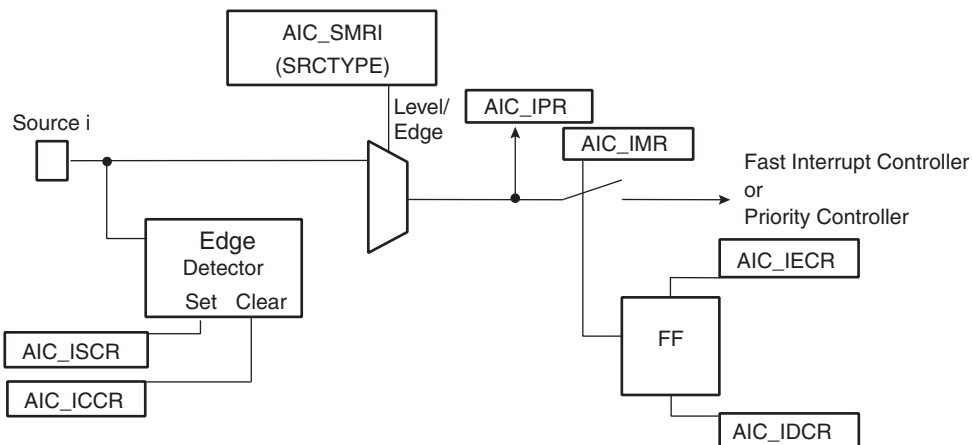 AIC_SMRI
(SRCTYPE)
Level/
Edge
AIC_IPR
AIC_IMR
Source i
Fast Interrupt Controller
or
Priority Controller
Edge
Detector
Set Clear
AIC_IECR
FF
AIC_ISCR
AIC_ICCR
AIC_IDCR